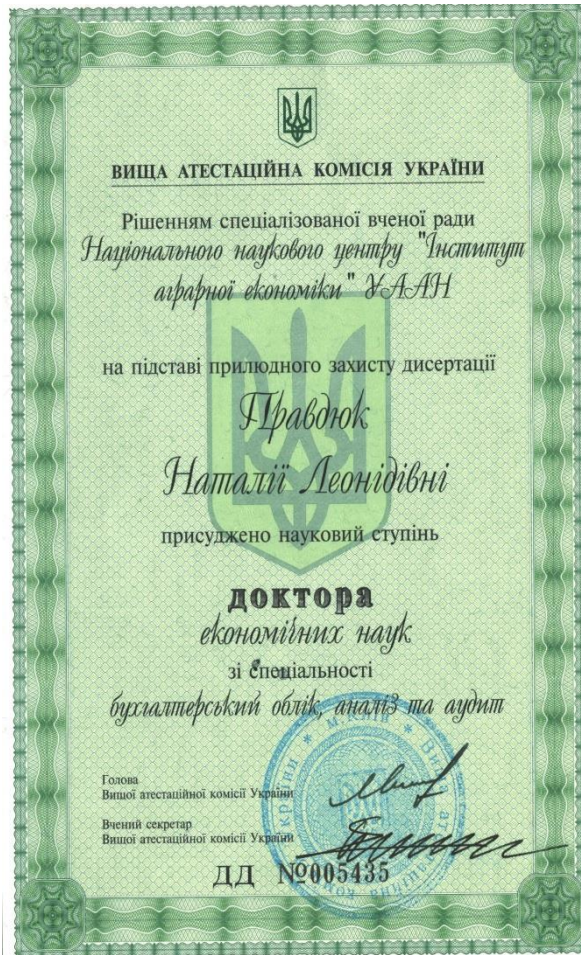 ВИЩА АТЕСТАЦІЙНА КОМІСІЯ УКРАЇНИ
Рішенням спеціалізованої вченої ради
Національного наукового центру "Інститут
аграрної економіки" УААН
на підставі прилюдного захисту дисертації
Правдюк
Наталії Леонідівні
присуджено науковий ступінь
доктора
економічних наук
зі спеціальності
бухгалтерський облік, аналіз та аудит
Голова
Вищої атестаційної комісії України
Вчений секретар
Вищої атестаційної комісії України
ДД №005435
* м.Київ * Вища